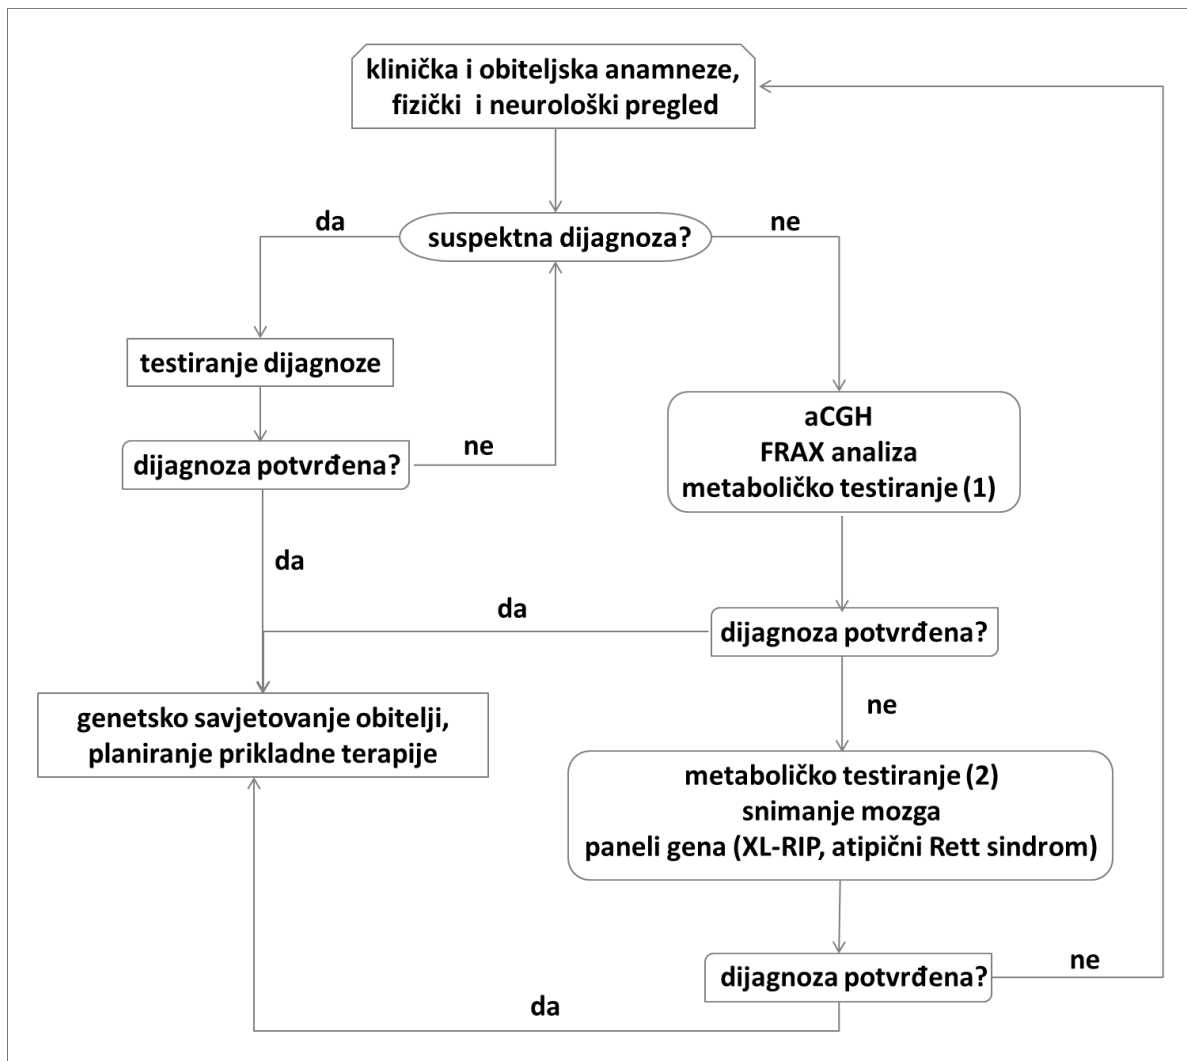 klinička i obiteljska anamneze,
fizički i neurološki pregled
da
suspektna dijagnoza?
ne
testiranje dijagnoze
dijagnoza potvrđena?
ne
aCGH
FRAX analiza
metaboličko testiranje (1)
da
da
dijagnoza potvrđena?
ne
genetsko savjetovanje obitelji,
planiranje prikladne terapije
metaboličko testiranje (2)
snimanje mozga
paneli gena (XL-RIP, atipični Rett sindrom)
dijagnoza potvrđena?
ne
da